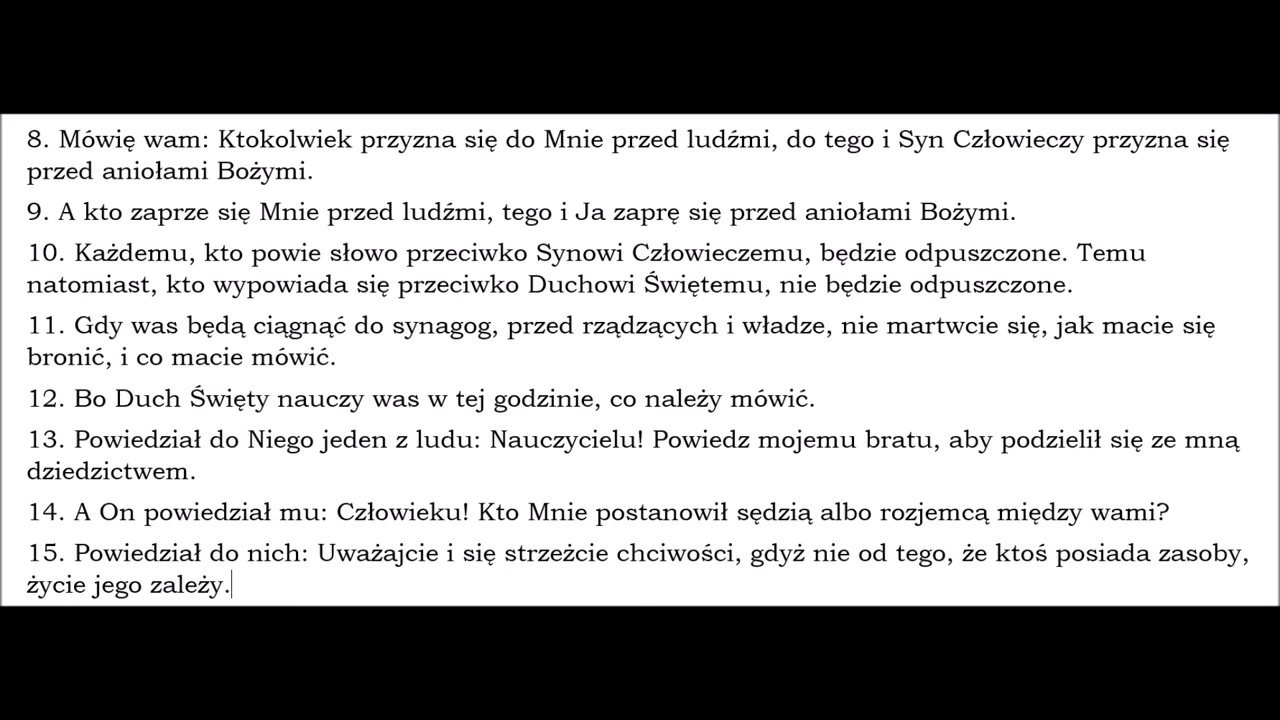 8. Mówię wam: Ktokolwiek przyzna się do Mnie przed ludźmi, do tego i Syn Człowieczy przyzna się
przed aniołami Bożymi.
9. A kto zaprze się Mnie przed ludźmi, tego i Ja zaprę się przed aniołami Bożymi.
10. Każdemu, kto powie słowo przeciwko Synowi Człowieczemu, będzie odpuszczone. Temu
natomiast, kto wypowiada się przeciwko Duchowi Świętemu, nie będzie odpuszczone.
11. Gdy was będą ciągnąć do synagog, przed rządzących i władze, nie martwcie się, jak macie się
bronić, i co macie mówić.
12. Bo Duch Święty nauczy was w tej godzinie, co należy mówić.
13. Powiedział do Niego jeden z ludu: Nauczycielu! Powiedz mojemu bratu, aby podzielił się ze mną
dziedzictwem.
14. A On powiedział mu: Człowieku! Kto Mnie postanowił sędzią albo rozjemcą między wami?
15. Powiedział do nich: Uważajcie i się strzeżcie chciwości, gdyż nie od tego, że ktoś posiada zasoby,
życie jego zależy.